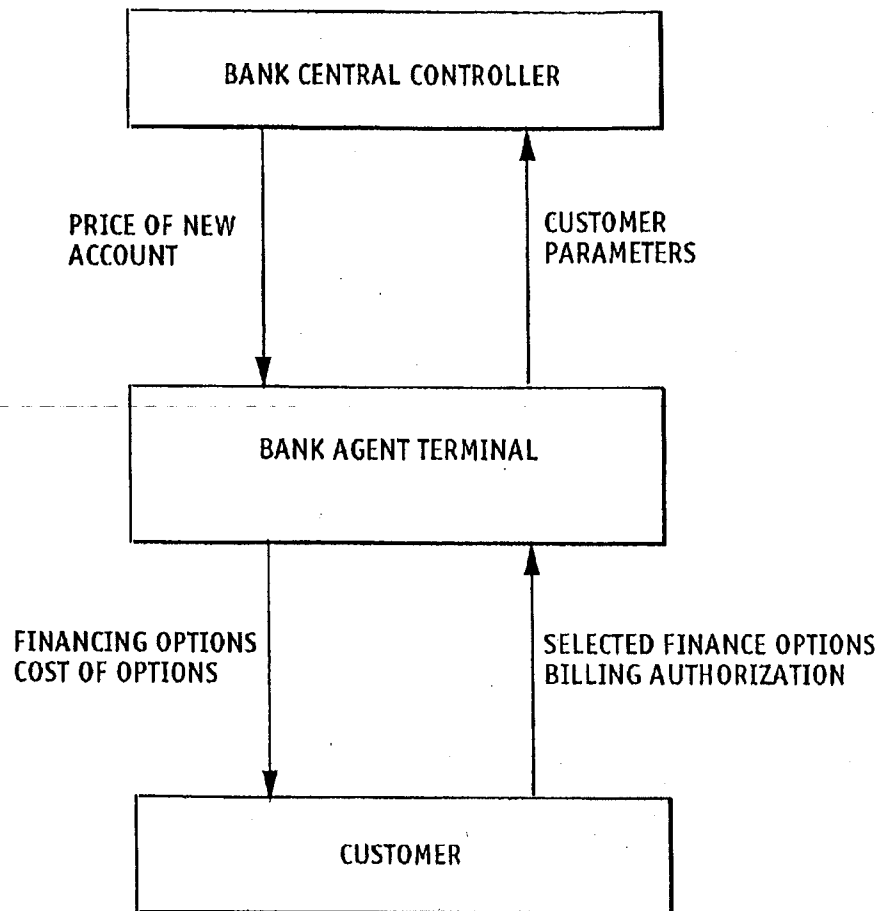 BANK CENTRAL CONTROLLER
PRICE OF NEW
ACCOUNT
CUSTOMER
PARAMETERS
BANK AGENT TERMINAL
FINANCING OPTIONS
COST OF OPTIONS
SELECTED FINANCE OPTIONS
BILLING AUTHORIZATION
CUSTOMER